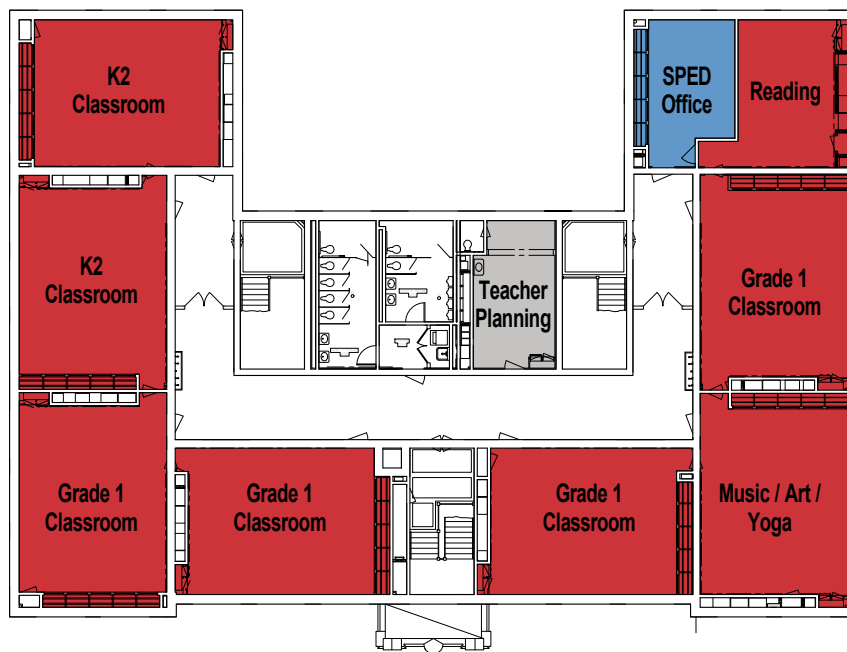 K2
Classroom
SPED
Office
Reading
K2
Classroom
Teacher
Planning
Grade 1
Classroom
Grade 1
Classroom
Grade 1
Classroom
Grade 1
Classroom
Music / Art /
Yoga